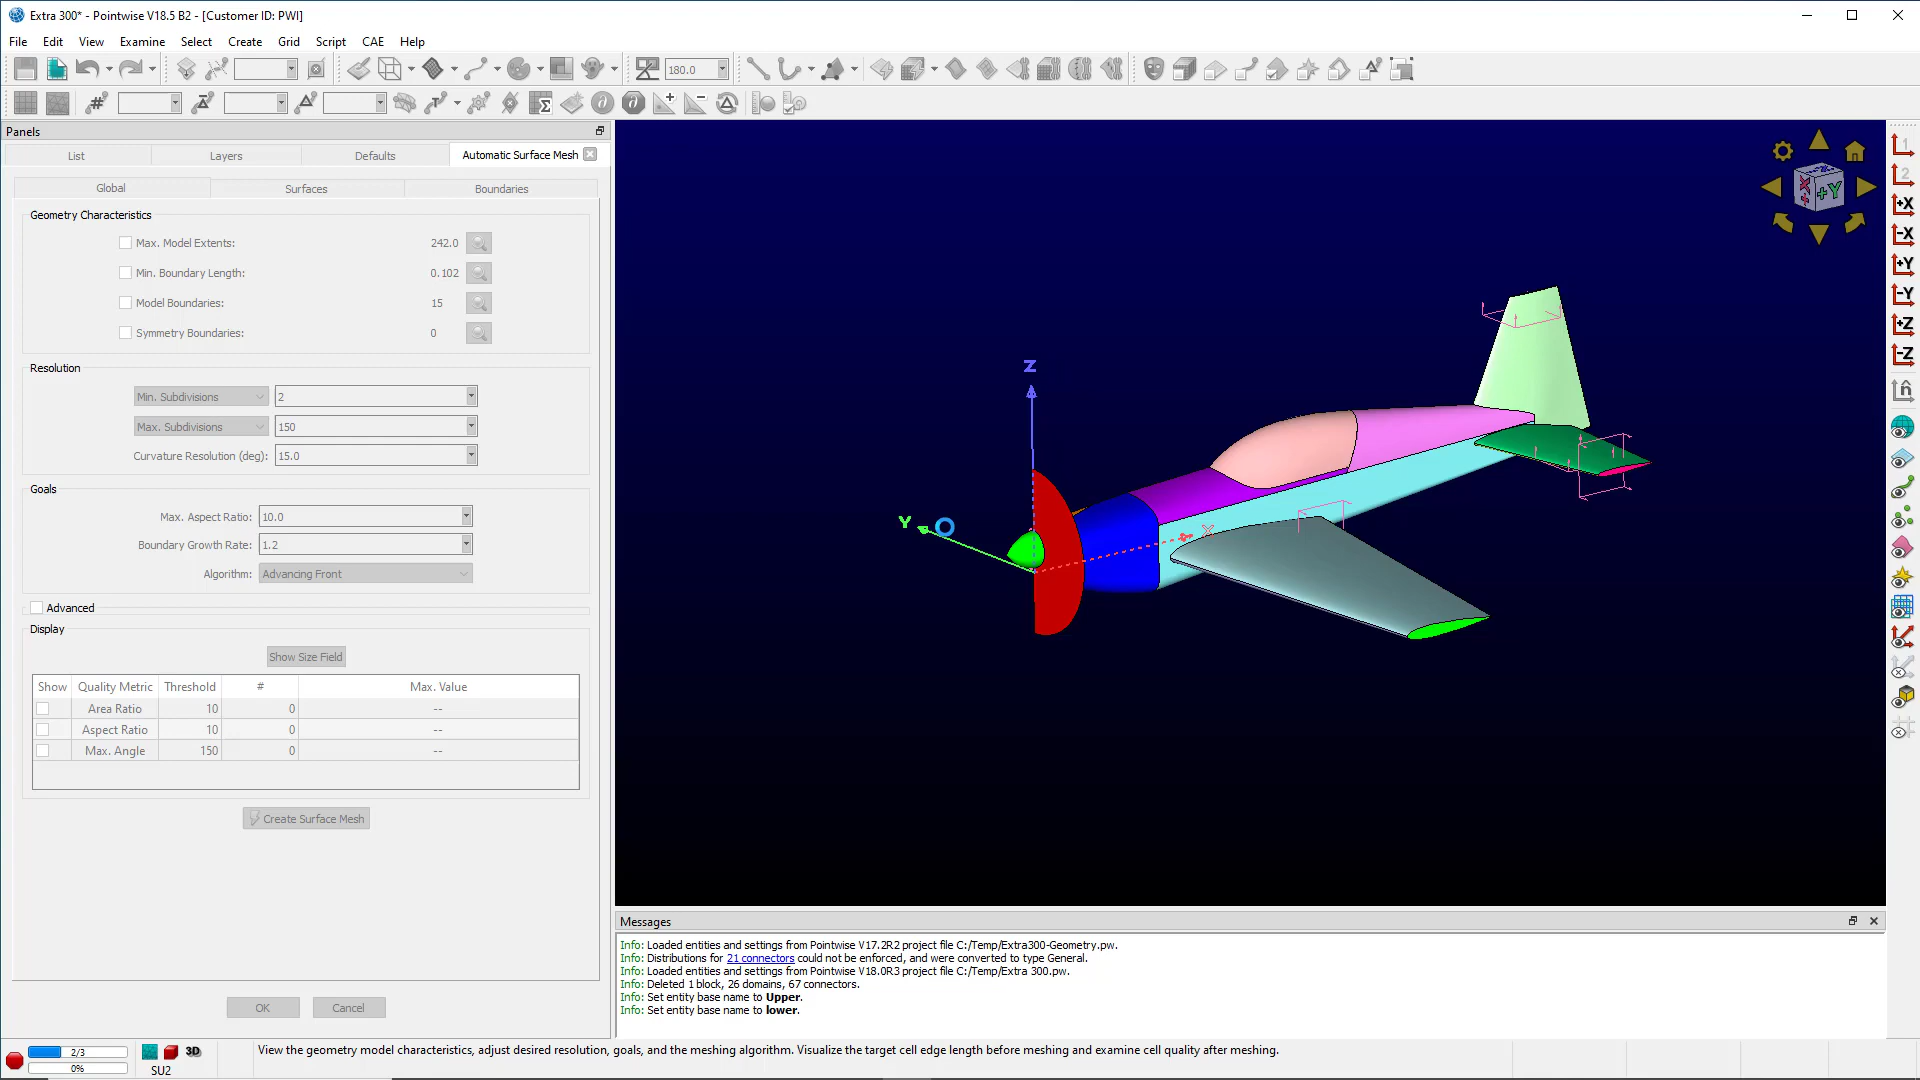 Extra 300* - Pointwise V18.5 B2 - [Customer ID: PWI]
File Edit View Examine Select Create Grid Script CAE Help
180.0
Panels
List Layers Defaults Automatic Surface Mesh
Global Surfaces Boundaries
Geometry Characteristics
Max. Model Extents: 242.0
Min. Boundary Length: 0.102
Model Boundaries: 15
Symmetry Boundaries: 0
Resolution
Min. Subdivisions 2
Max. Subdivisions 150
Curvature Resolution (deg): 15.0
Goals
Max. Aspect Ratio: 10.0
Boundary Growth Rate: 1.2
Algorithm: Advancing Front
Advanced
Display
Show Size Field
Show Quality Metric Threshold # Max. Value
Area Ratio 10 0 --
Aspect Ratio 10 0 --
Max. Angle 150 0 --
Create Surface Mesh
OK Cancel
Z
Y
X
+Y
1
2
+X
-X
+Y
-Y
+Z
-Z
n̂
Messages
Info: Loaded entities and settings from Pointwise V17.2R2 project file C:/Temp/Extra300-Geometry.pw.
Info: Distributions for 21 connectors could not be enforced, and were converted to type General.
Info: Loaded entities and settings from Pointwise V18.0R3 project file C:/Temp/Extra 300.pw.
Info: Deleted 1 block, 26 domains, 67 connectors.
Info: Set entity base name to Upper.
Info: Set entity base name to lower.
2/3
0%
3D
SU2
View the geometry model characteristics, adjust desired resolution, goals, and the meshing algorithm. Visualize the target cell edge length before meshing and examine cell quality after meshing.